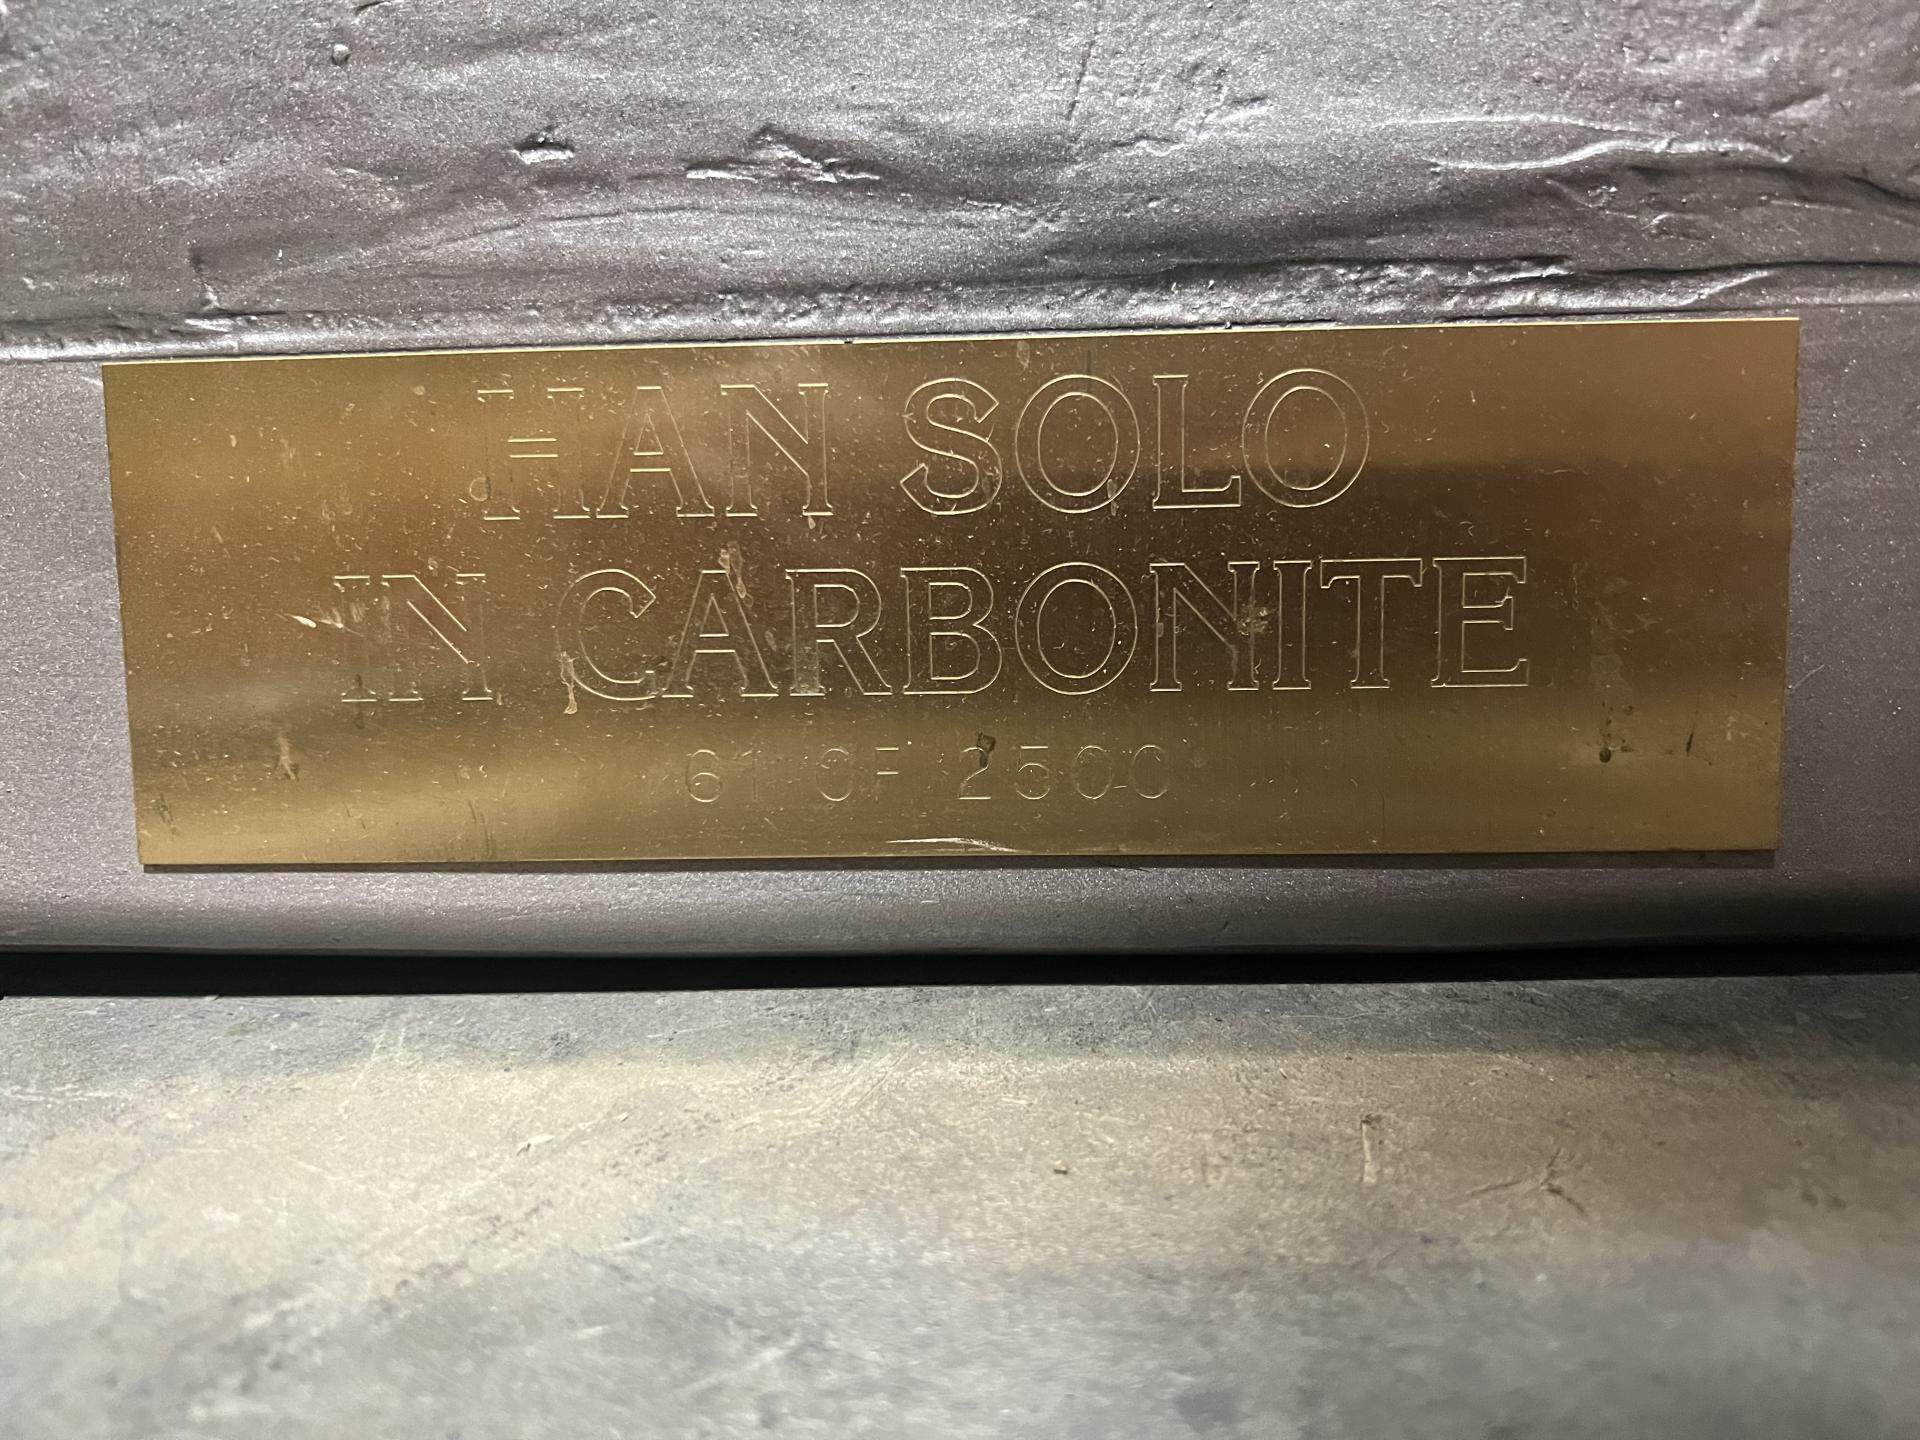 HAN SOLO
IN CARBONITE
61 OF 2500